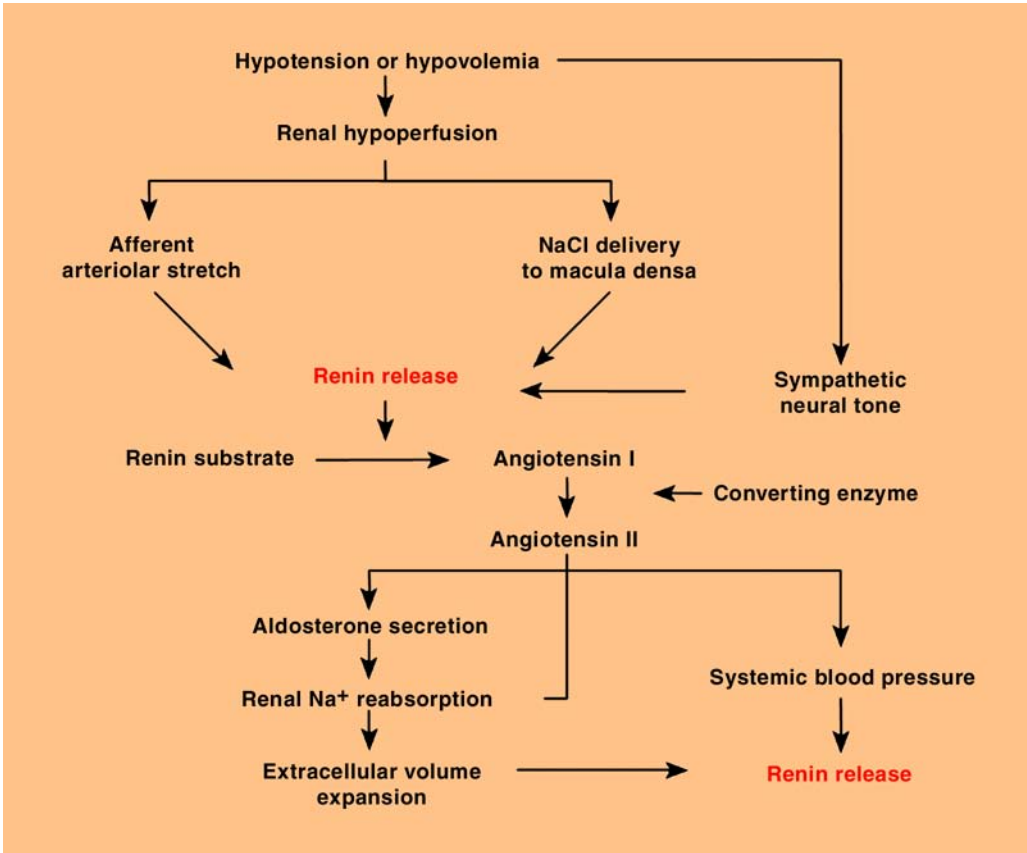 Hypotension or hypovolemia
Renal hypoperfusion
Afferent
arteriolar stretch
NaCl delivery
to macula densa
Renin release
Sympathetic
neural tone
Renin substrate
Angiotensin I
Converting enzyme
Angiotensin II
Aldosterone secretion
Renal Na+ reabsorption
Systemic blood pressure
Extracellular volume
expansion
Renin release